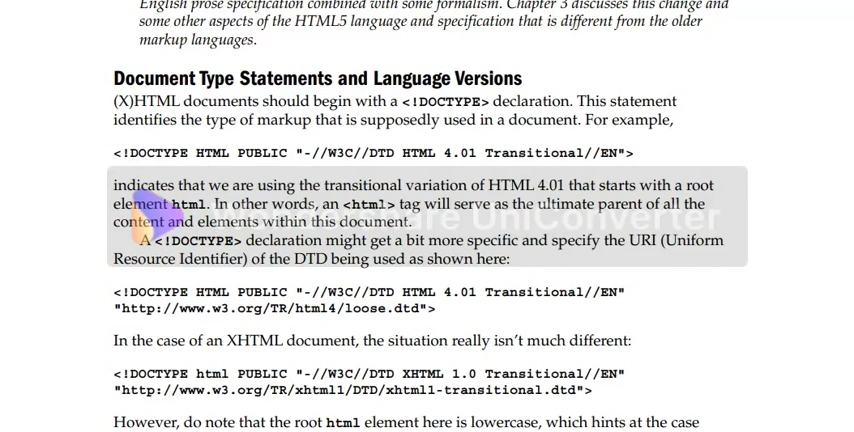 English prose specification combined with some formalism. Chapter 3 discusses this change and
some other aspects of the HTML5 language and specification that is different from the older
markup languages.
Document Type Statements and Language Versions
(X)HTML documents should begin with a <!DOCTYPE> declaration. This statement
identifies the type of markup that is supposedly used in a document. For example,
<!DOCTYPE HTML PUBLIC "-//W3C//DTD HTML 4.01 Transitional//EN">
indicates that we are using the transitional variation of HTML 4.01 that starts with a root
element html. In other words, an <html> tag will serve as the ultimate parent of all the
content and elements within this document.
Wondershare UniConverter
A <!DOCTYPE> declaration might get a bit more specific and specify the URI (Uniform
Resource Identifier) of the DTD being used as shown here:
<!DOCTYPE HTML PUBLIC "-//W3C//DTD HTML 4.01 Transitional//EN"
"http://www.w3.org/TR/html4/loose.dtd">
In the case of an XHTML document, the situation really isn't much different:
<!DOCTYPE html PUBLIC "-//W3C//DTD XHTML 1.0 Transitional//EN"
"http://www.w3.org/TR/xhtml1/DTD/xhtml1-transitional.dtd">
However, do note that the root html element here is lowercase, which hints at the case